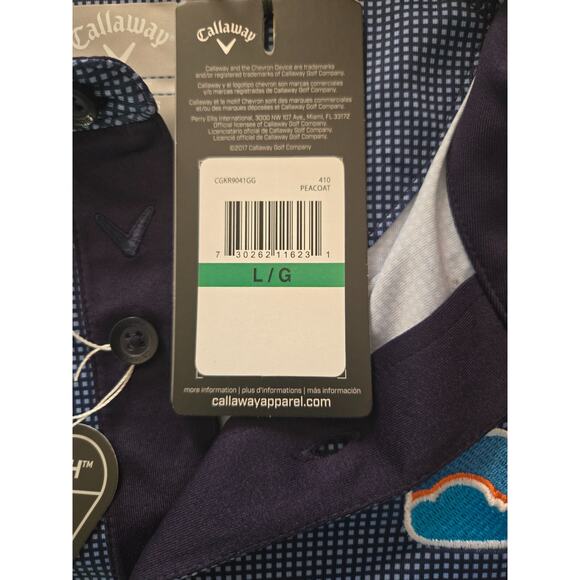 Callaway
Callaway
Callaway and the Chevron Device are trademarks
and/or registered trademarks of Callaway Golf Company.
Callaway y el logotipo chevron son marcas comerciales
y/o marcas registradas de Callaway Golf Company.
Callaway et le motif Chevron sont des marques commerciales
et/ou des marques déposées et Callaway Golf Company.
Perry Ellis International, 3000 NW 107 Ave., Miami, FL 33172
Official licensee of Callaway Golf Company.
Licenciatario oficial de Callaway Golf Company.
Licencié officiel de Callaway Golf Company
©2017 Callaway Golf Company
CGKR9041GG 410
PEACOAT
7 30262 11623 1
L / G
more information | plus d'informations | más información
callawayapparel.com